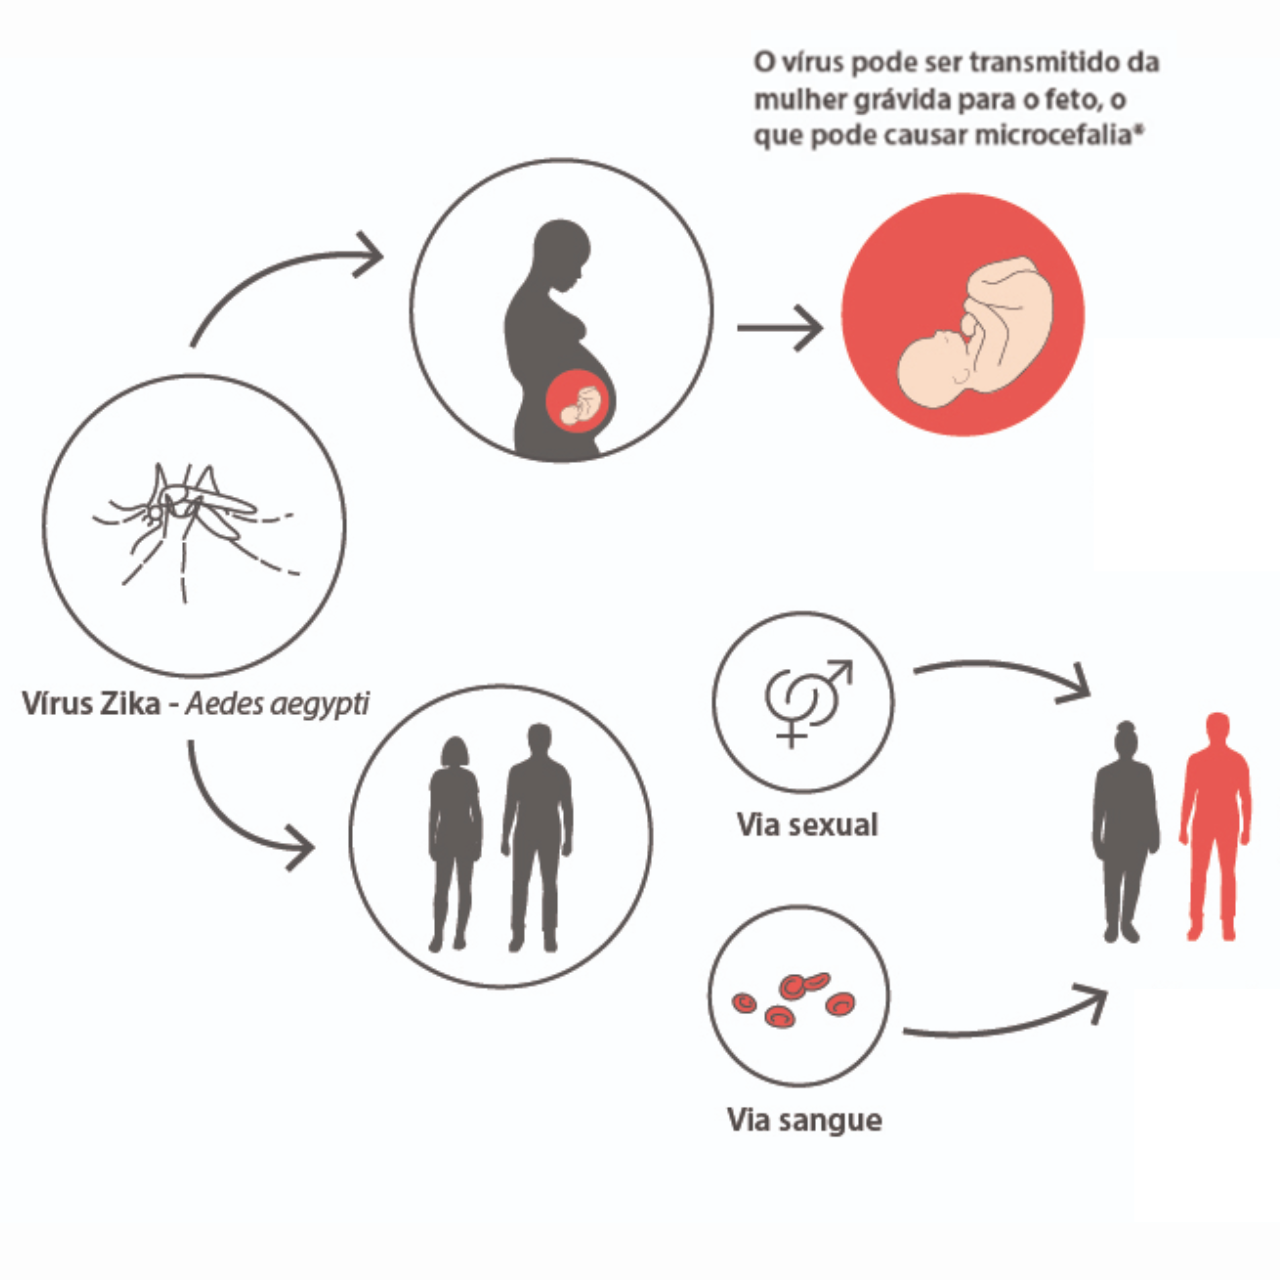 O vírus pode ser transmitido da
mulher grávida para o feto, o
que pode causar microcefalia*
Vírus Zika - Aedes aegypti
Via sexual
Via sangue